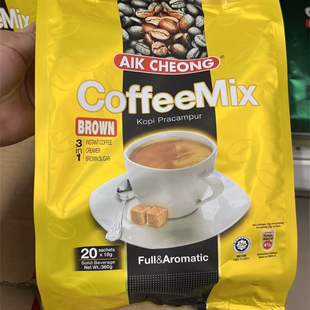 Mix
AIK CHEONG
CoffeeMix
Kopi Pracampur
BROWN
3 in 1
INSTANT COFFEE
CREAMER
BROWN SUGAR
20 sachets x 18g
Solid Beverage
Net Wt.:360g
Full&Aromatic